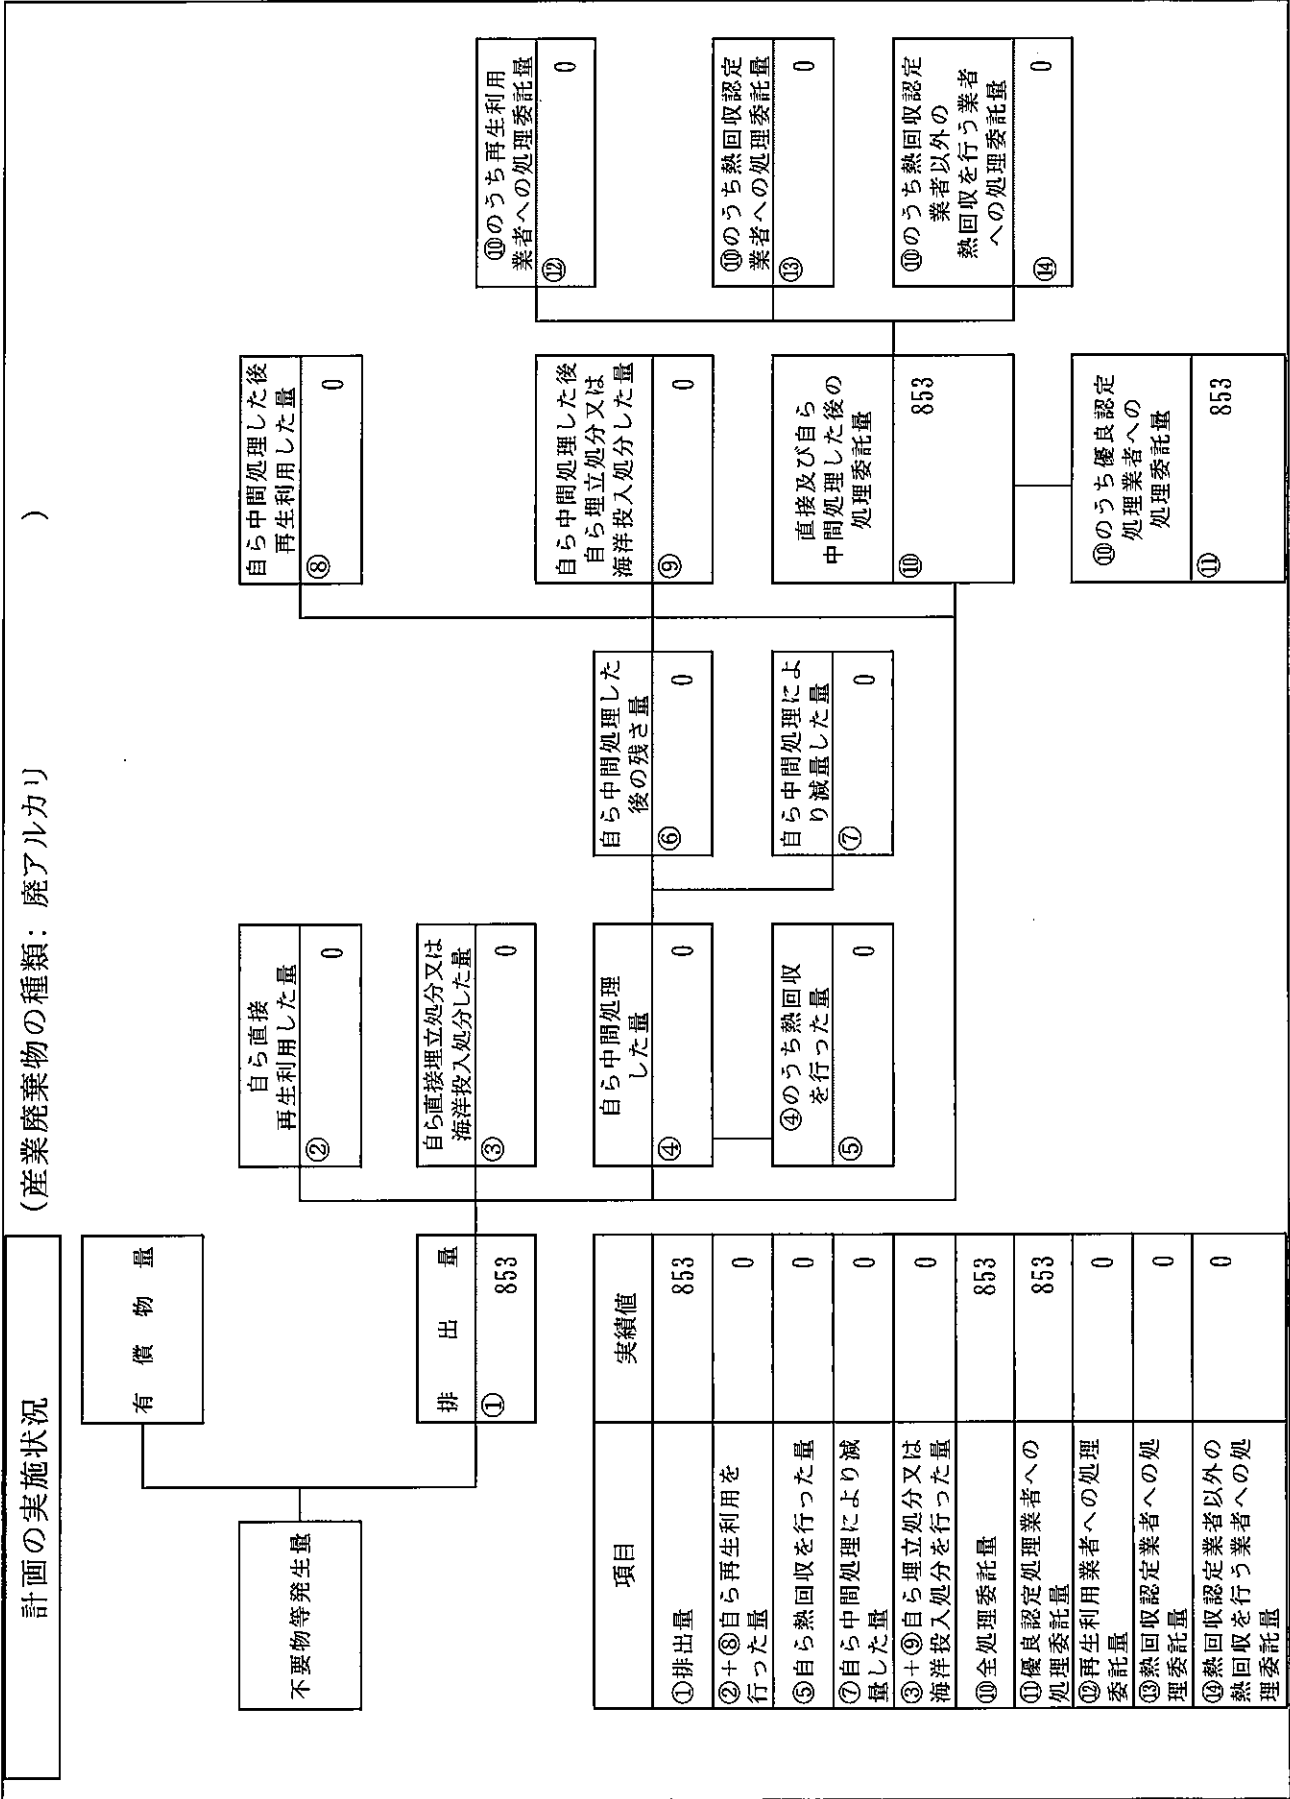 計画の実施状況
(産業廃棄物の種類：廃アルカリ　　　　　)
有償物量
不要物等発生量
排出量
① 853
自ら直接
再生利用した量
② 0
自ら直接埋立処分又は
海洋投入処分した量
③ 0
自ら中間処理
した量
④ 0
④のうち熱回収
を行った量
⑤ 0
自ら中間処理した
後の残さ量
⑥ 0
自ら中間処理によ
り減量した量
⑦ 0
自ら中間処理した後
再生利用した量
⑧ 0
自ら中間処理した後
自ら埋立処分又は
海洋投入処分した量
⑨ 0
直接及び自ら
中間処理した後の
処理委託量
⑩ 853
⑩のうち優良認定
処理業者への
処理委託量
⑪ 853
⑩のうち再生利用
業者への処理委託量
⑫ 0
⑩のうち熱回収認定
業者への処理委託量
⑬ 0
⑩のうち熱回収認定
業者以外の
熱回収を行う業者
への処理委託量
⑭ 0
項目 実績値
①排出量 853
②＋⑧自ら再生利用を
行った量 0
⑤自ら熱回収を行った量 0
⑦自ら中間処理により減
量した量 0
③＋⑨自ら埋立処分又は
海洋投入処分を行った量 0
⑩全処理委託量 853
⑪優良認定処理業者への
処理委託量 853
⑫再生利用業者への処理
委託量 0
⑬熱回収認定業者への処
理委託量 0
⑭熱回収認定業者以外の
熱回収を行う業者への処
理委託量 0